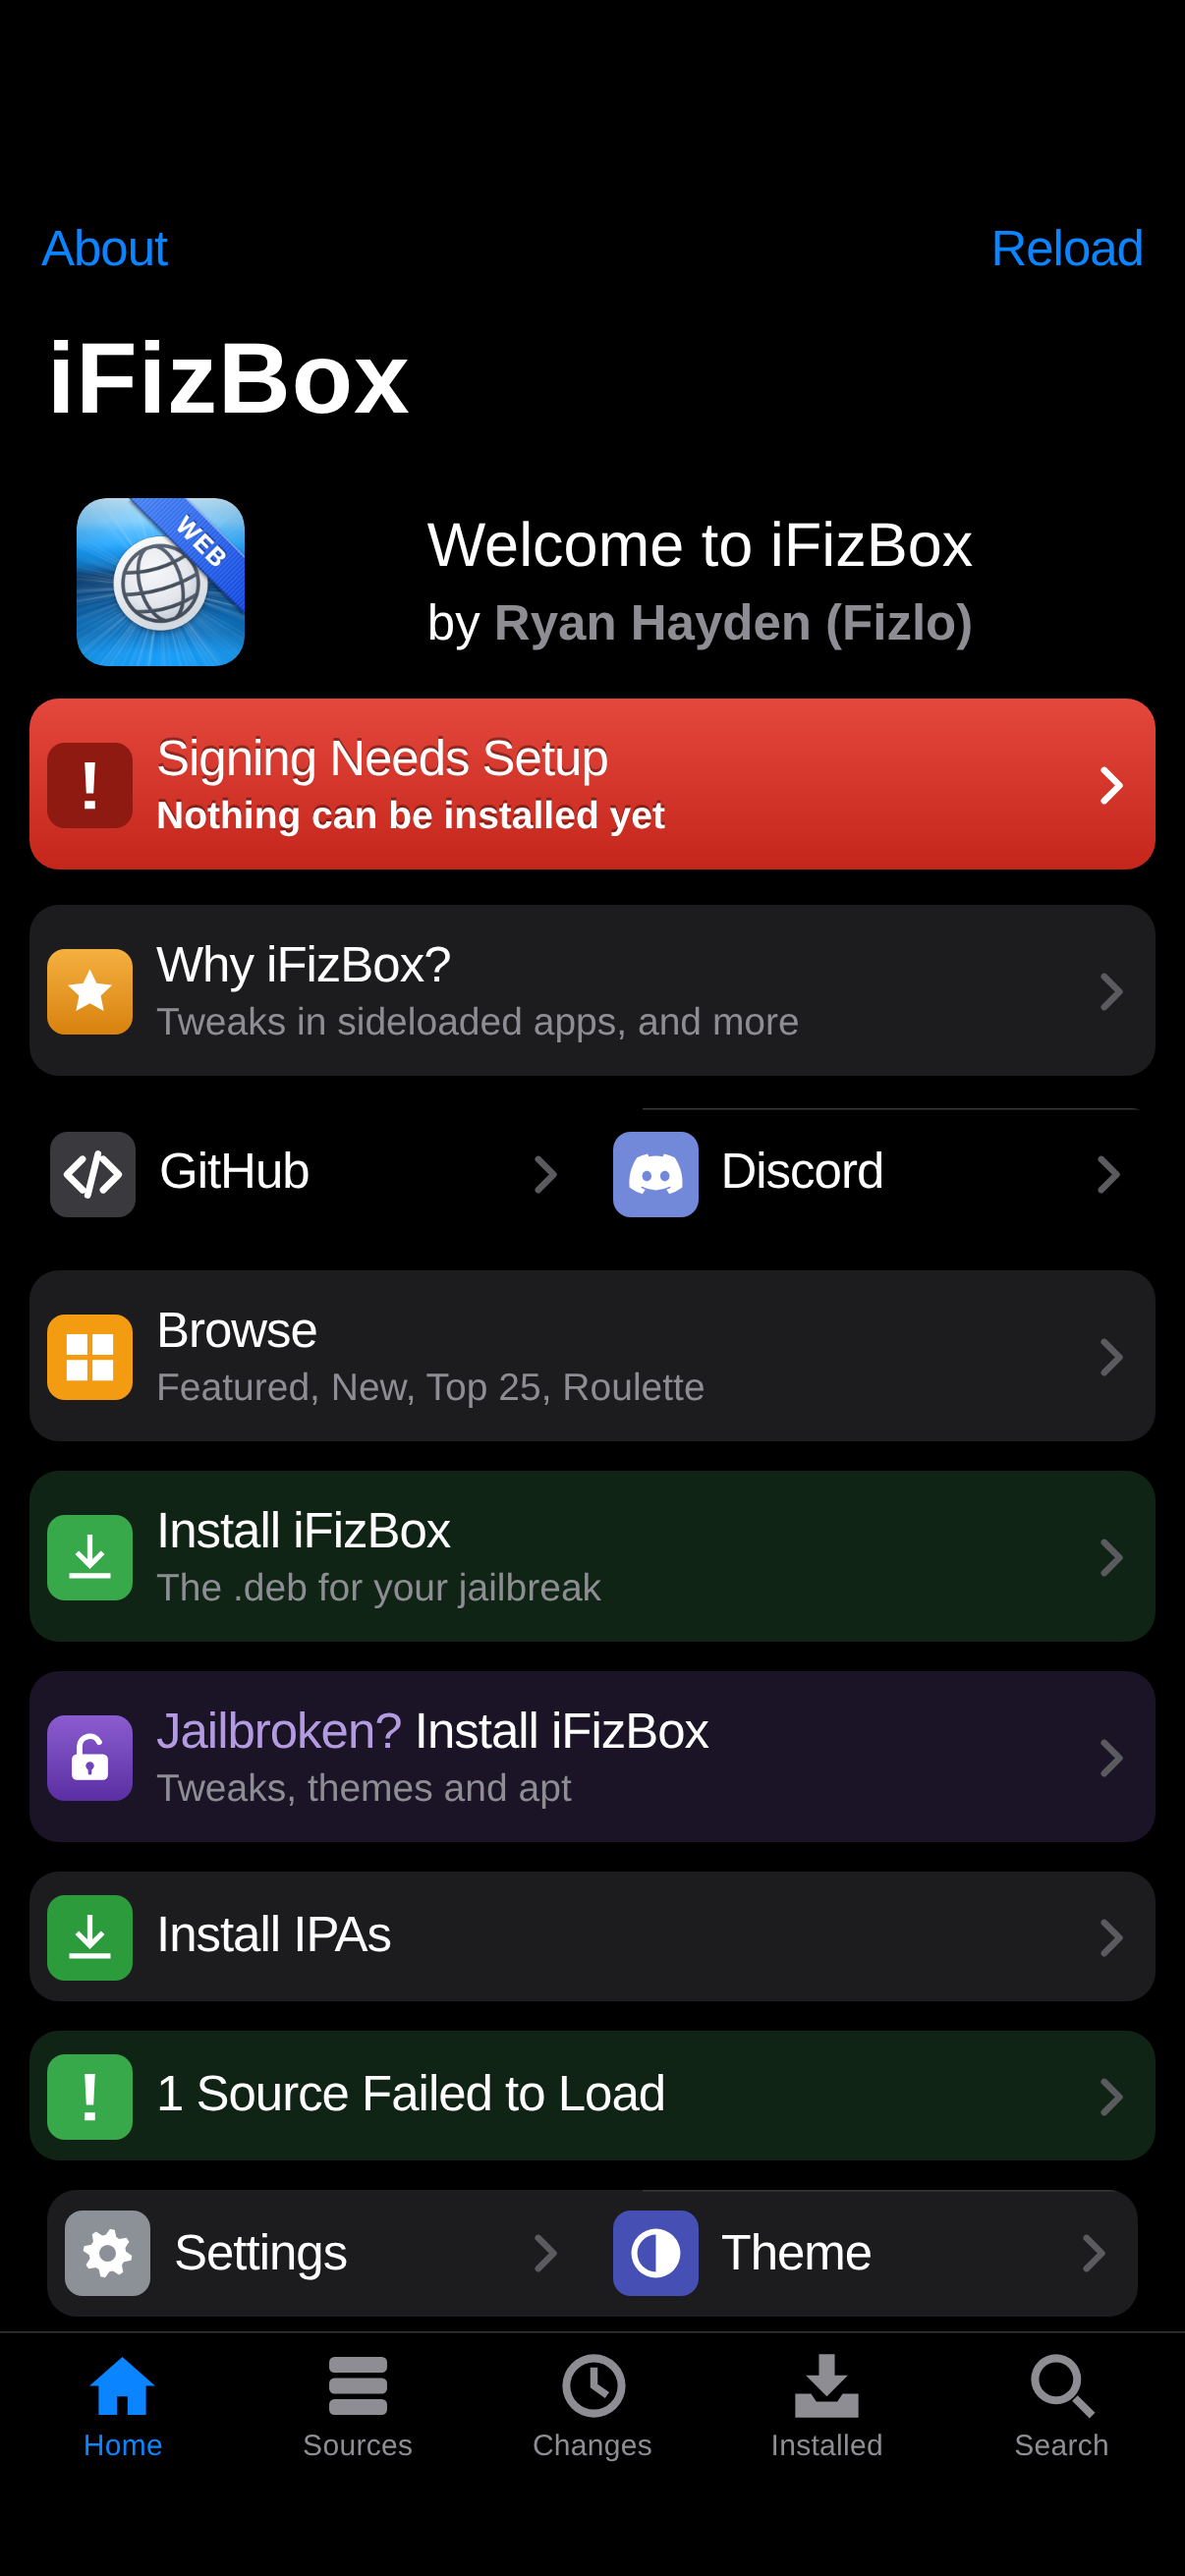 About
Reload
iFizBox
WEB
Welcome to iFizBox
by Ryan Hayden (Fizlo)
Signing Needs Setup
Nothing can be installed yet
Why iFizBox?
Tweaks in sideloaded apps, and more
GitHub
Discord
Browse
Featured, New, Top 25, Roulette
Install iFizBox
The .deb for your jailbreak
Jailbroken? Install iFizBox
Tweaks, themes and apt
Install IPAs
1 Source Failed to Load
Settings
Theme
Home
Sources
Changes
Installed
Search